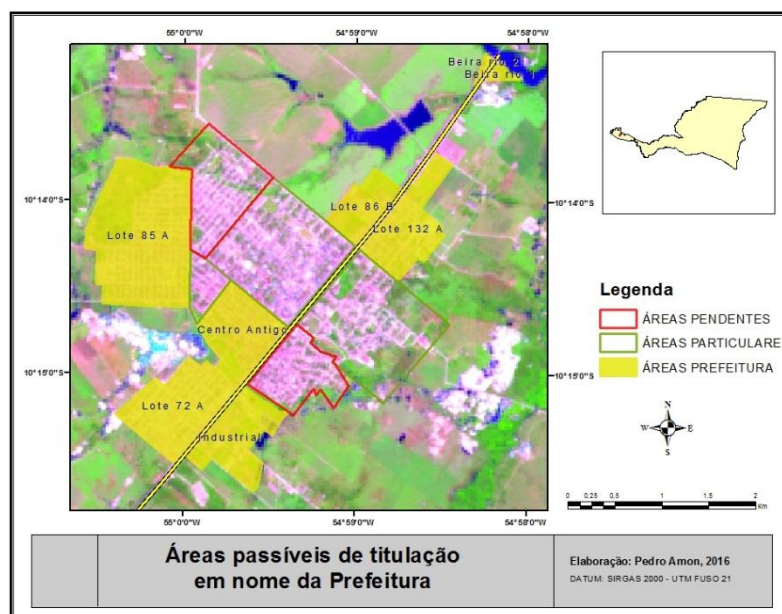 55°0'0"W
54°59'0"W
54°58'0"W
Beira rio 2
Beira rio 1
10°14'0"S
10°14'0"S
Lote 86 B
Lote 85 A
Lote 132 A
Centro Antigo
10°15'0"S
10°15'0"S
Lote 72 A
Industrial
55°0'0"W
54°59'0"W
54°58'0"W
Legenda
ÁREAS PENDENTES
ÁREAS PARTICULARE
ÁREAS PREFEITURA
N
W
E
S
0 0.25 0.5 1 1.5 2
Km
Áreas passíveis de titulação
em nome da Prefeitura
Elaboração: Pedro Amon, 2016
DATUM: SIRGAS 2000 - UTM FUSO 21